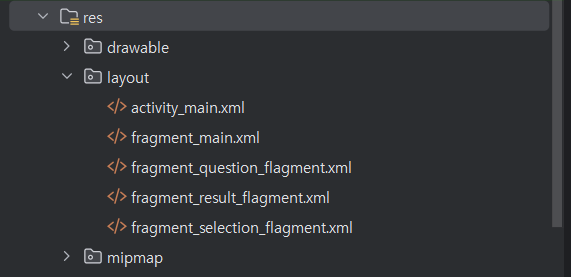 res
drawable
layout
activity_main.xml
fragment_main.xml
fragment_question_flagment.xml
fragment_result_flagment.xml
fragment_selection_flagment.xml
mipmap